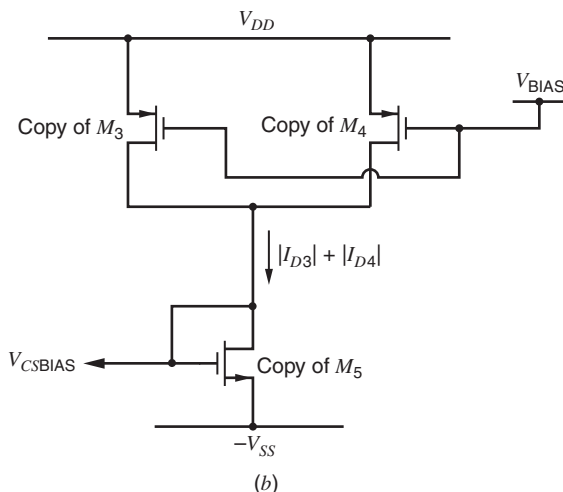 V_DD
V_BIAS
Copy of M_3
Copy of M_4
|I_D3| + |I_D4|
V_CSBIAS
Copy of M_5
−V_SS
(b)